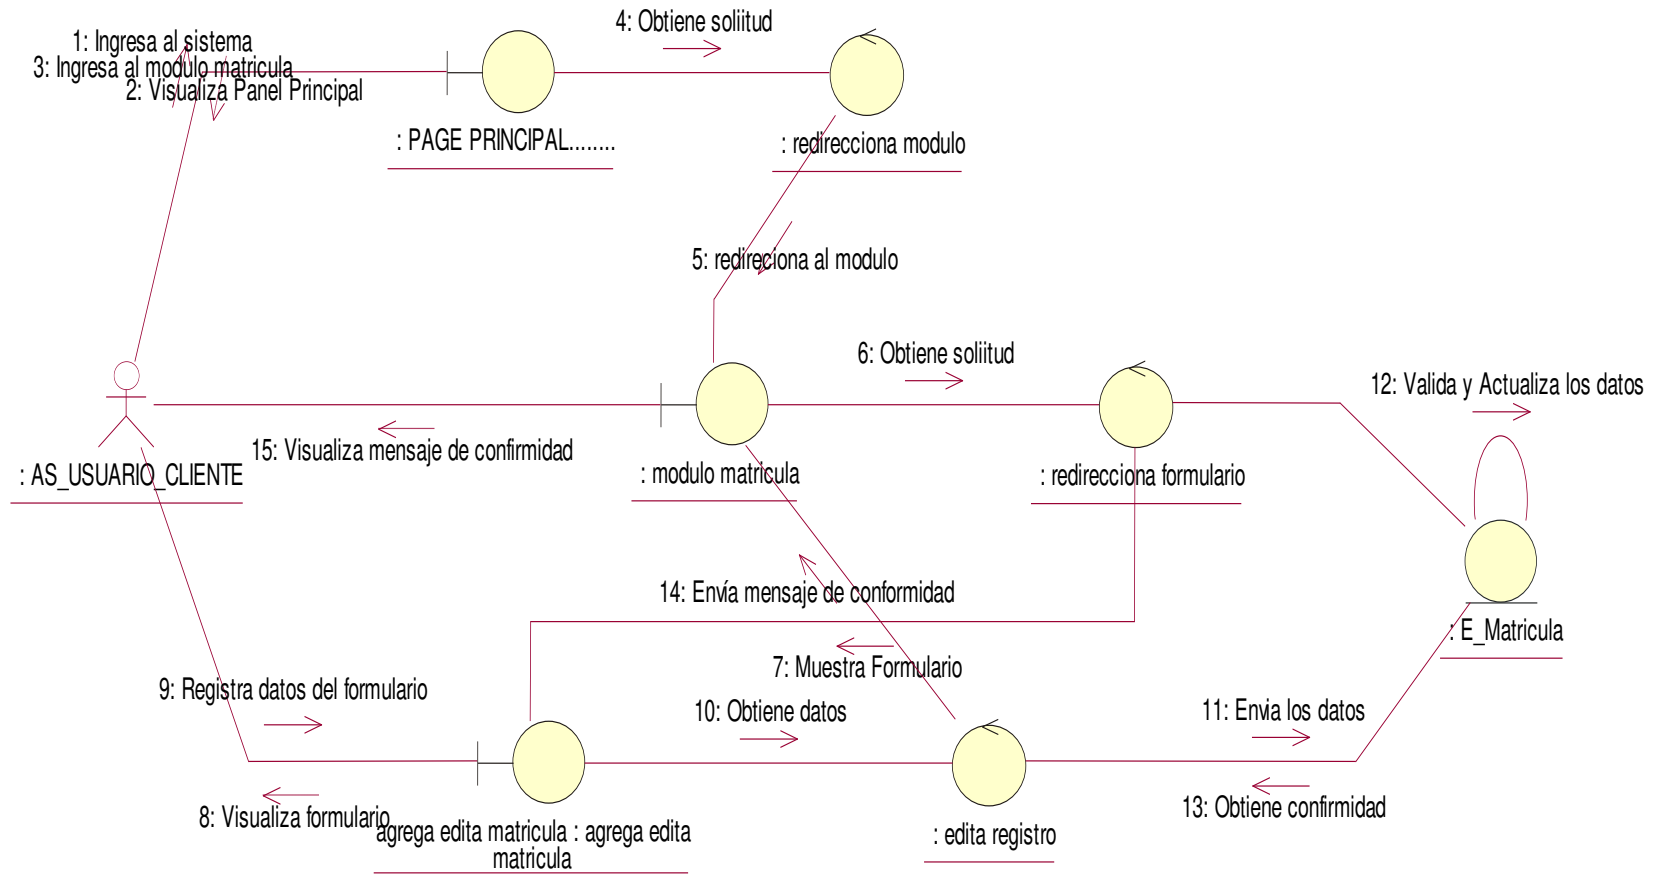 4: Obtiene soliitud
1: Ingresa al sistema
3: Ingresa al modulo matricula
2: Visualiza Panel Principal
: PAGE PRINCIPAL........
: redirecciona modulo
5: redireciona al modulo
6: Obtiene soliitud
12: Valida y Actualiza los datos
15: Visualiza mensaje de confirmidad
: AS_USUARIO_CLIENTE
: modulo matricula
: redirecciona formulario
14: Envía mensaje de conformidad
: E_Matricula
7: Muestra Formulario
9: Registra datos del formulario
10: Obtiene datos
11: Envia los datos
8: Visualiza formulario
13: Obtiene confirmidad
agrega edita matricula : agrega edita
matricula
: edita registro